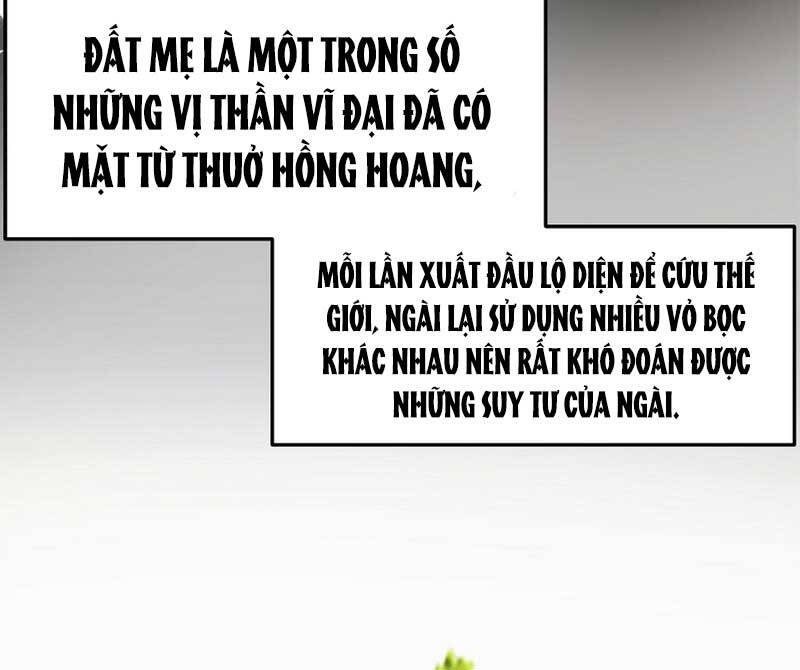 ĐẤT MẸ LÀ MỘT TRONG SỐ
NHỮNG VỊ THẦN VĨ ĐẠI ĐÃ CÓ
MẶT TỪ THUỞ HỒNG HOANG,
MỖI LẦN XUẤT ĐẦU LỘ DIỆN ĐỂ CỨU THẾ
GIỚI, NGÀI LẠI SỬ DỤNG NHIỀU VỎ BỌC
KHÁC NHAU NÊN RẤT KHÓ ĐOÁN ĐƯỢC
NHỮNG SUY TƯ CỦA NGÀI.